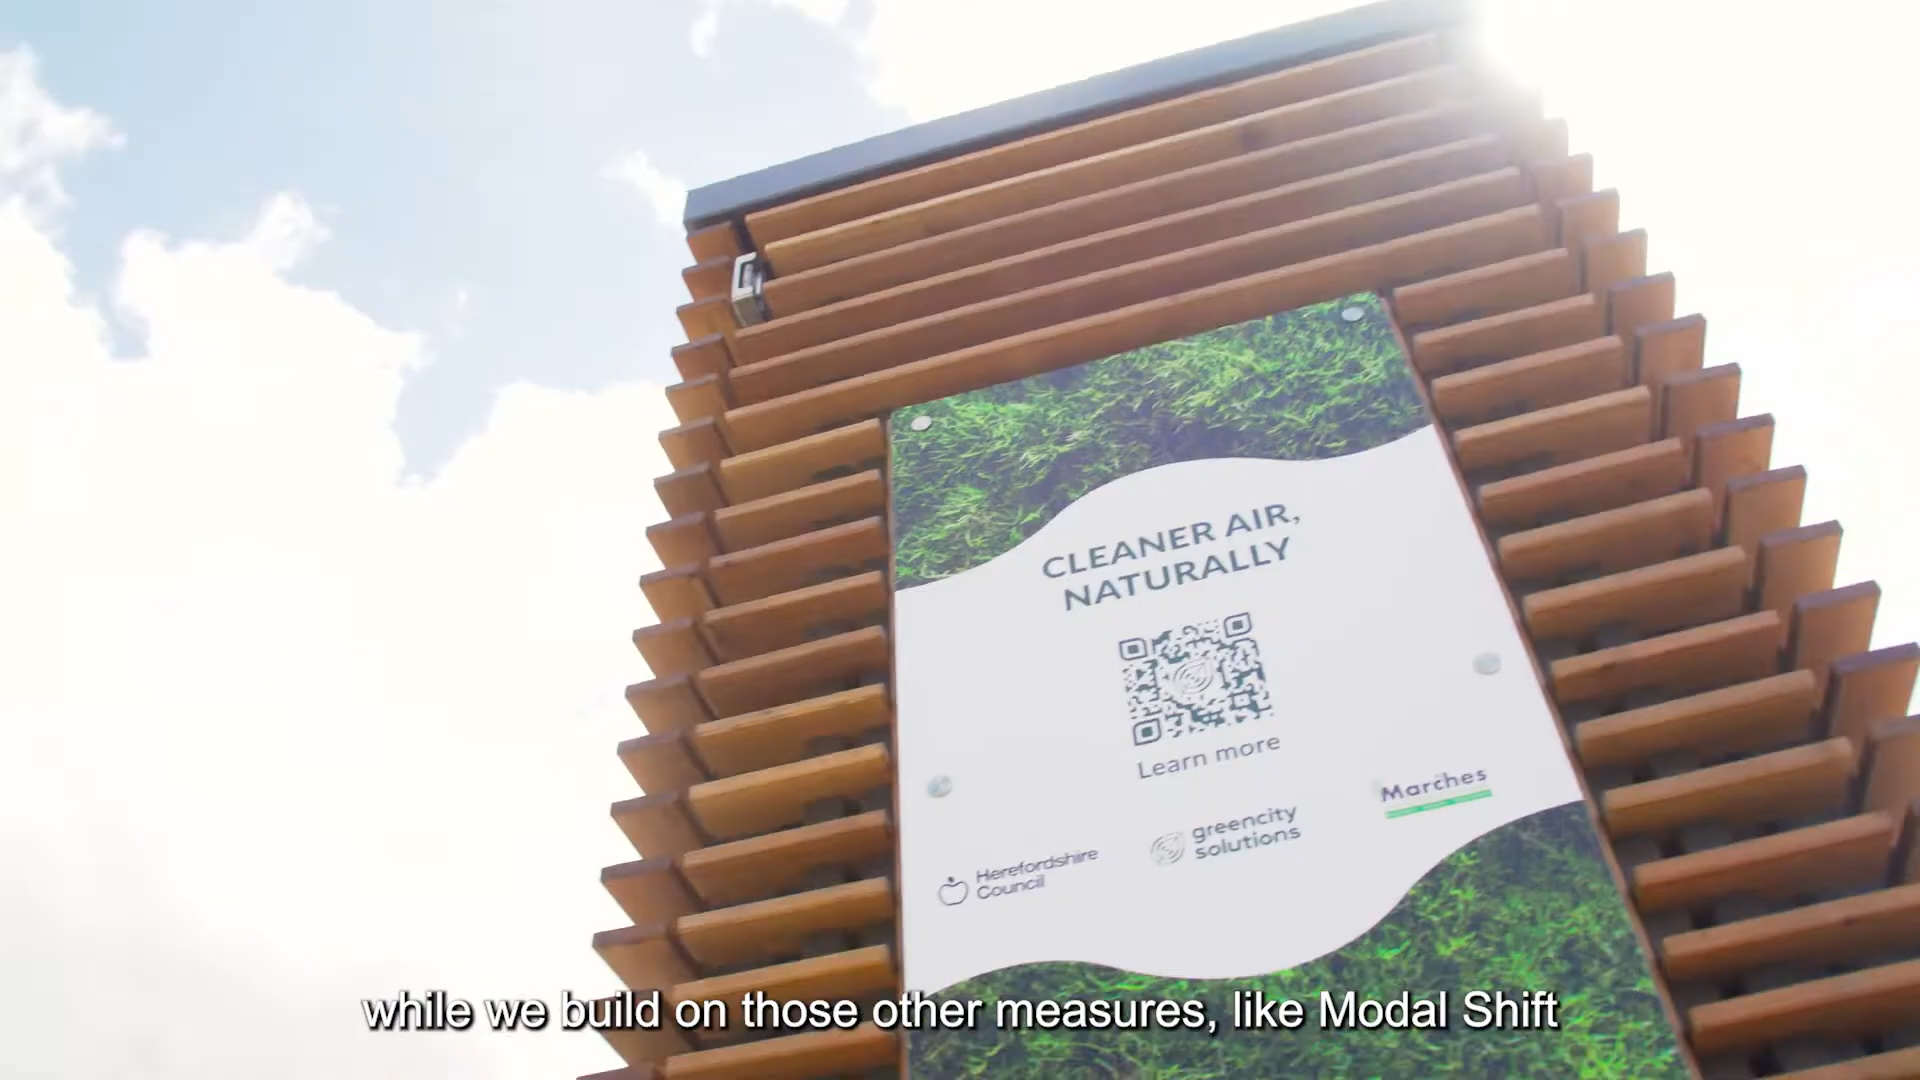 CLEANER AIR,
NATURALLY
Learn more
Herefordshire
Council
greencity
solutions
Marches
while we build on those other measures, like Modal Shift